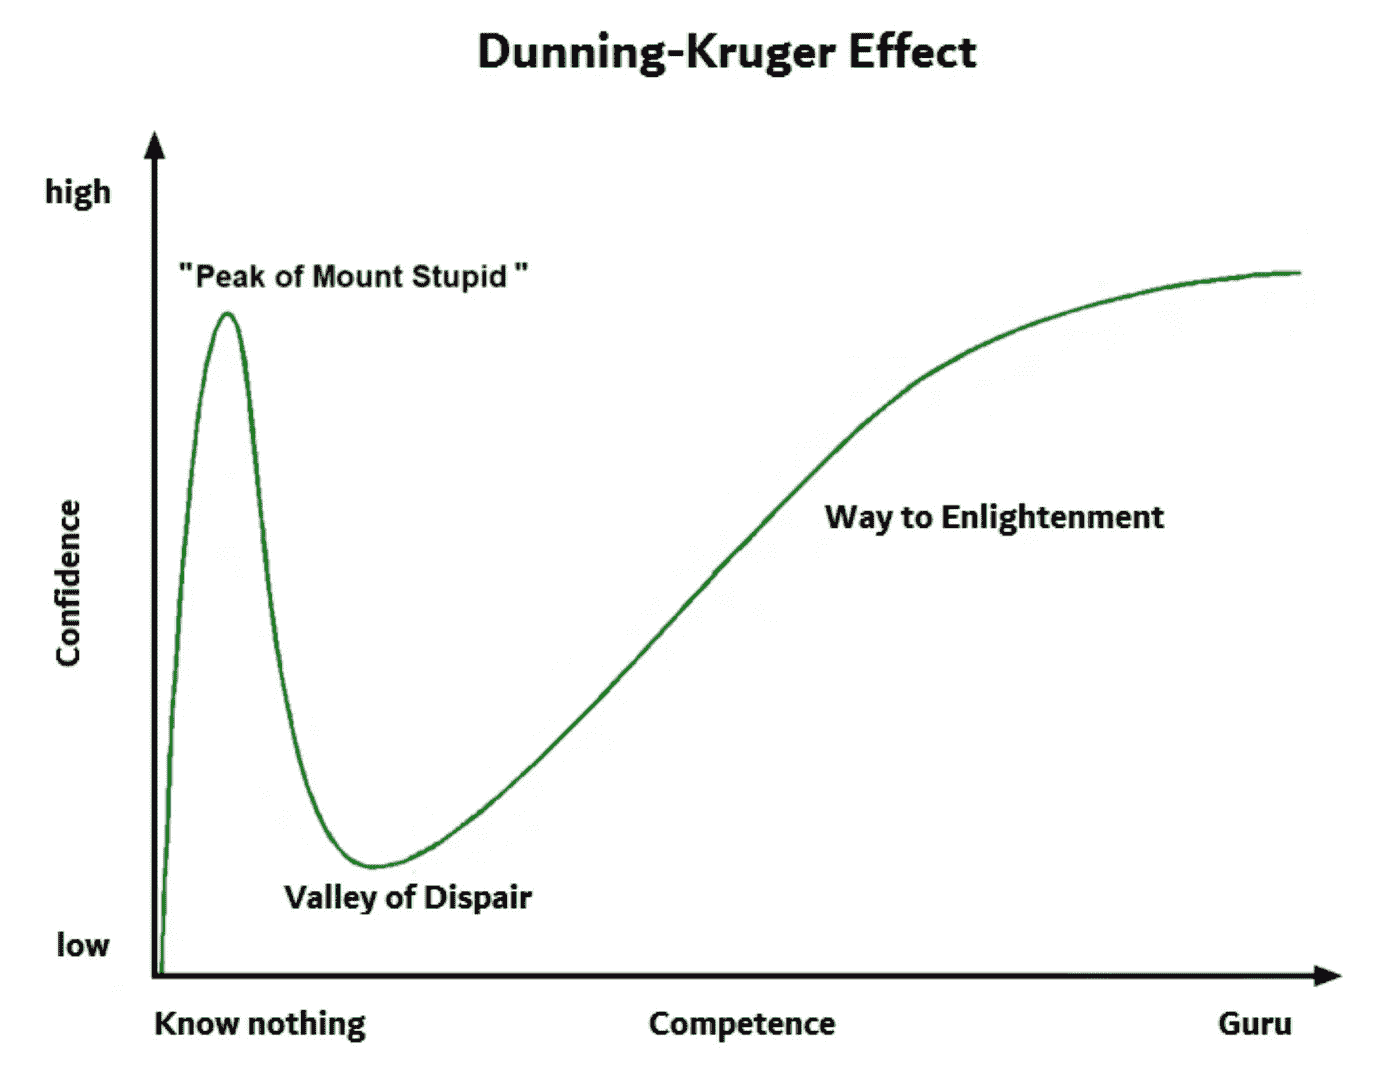 Dunning-Kruger Effect
high
"Peak of Mount Stupid "
Confidence
Way to Enlightenment
Valley of Dispair
low
Know nothing
Competence
Guru